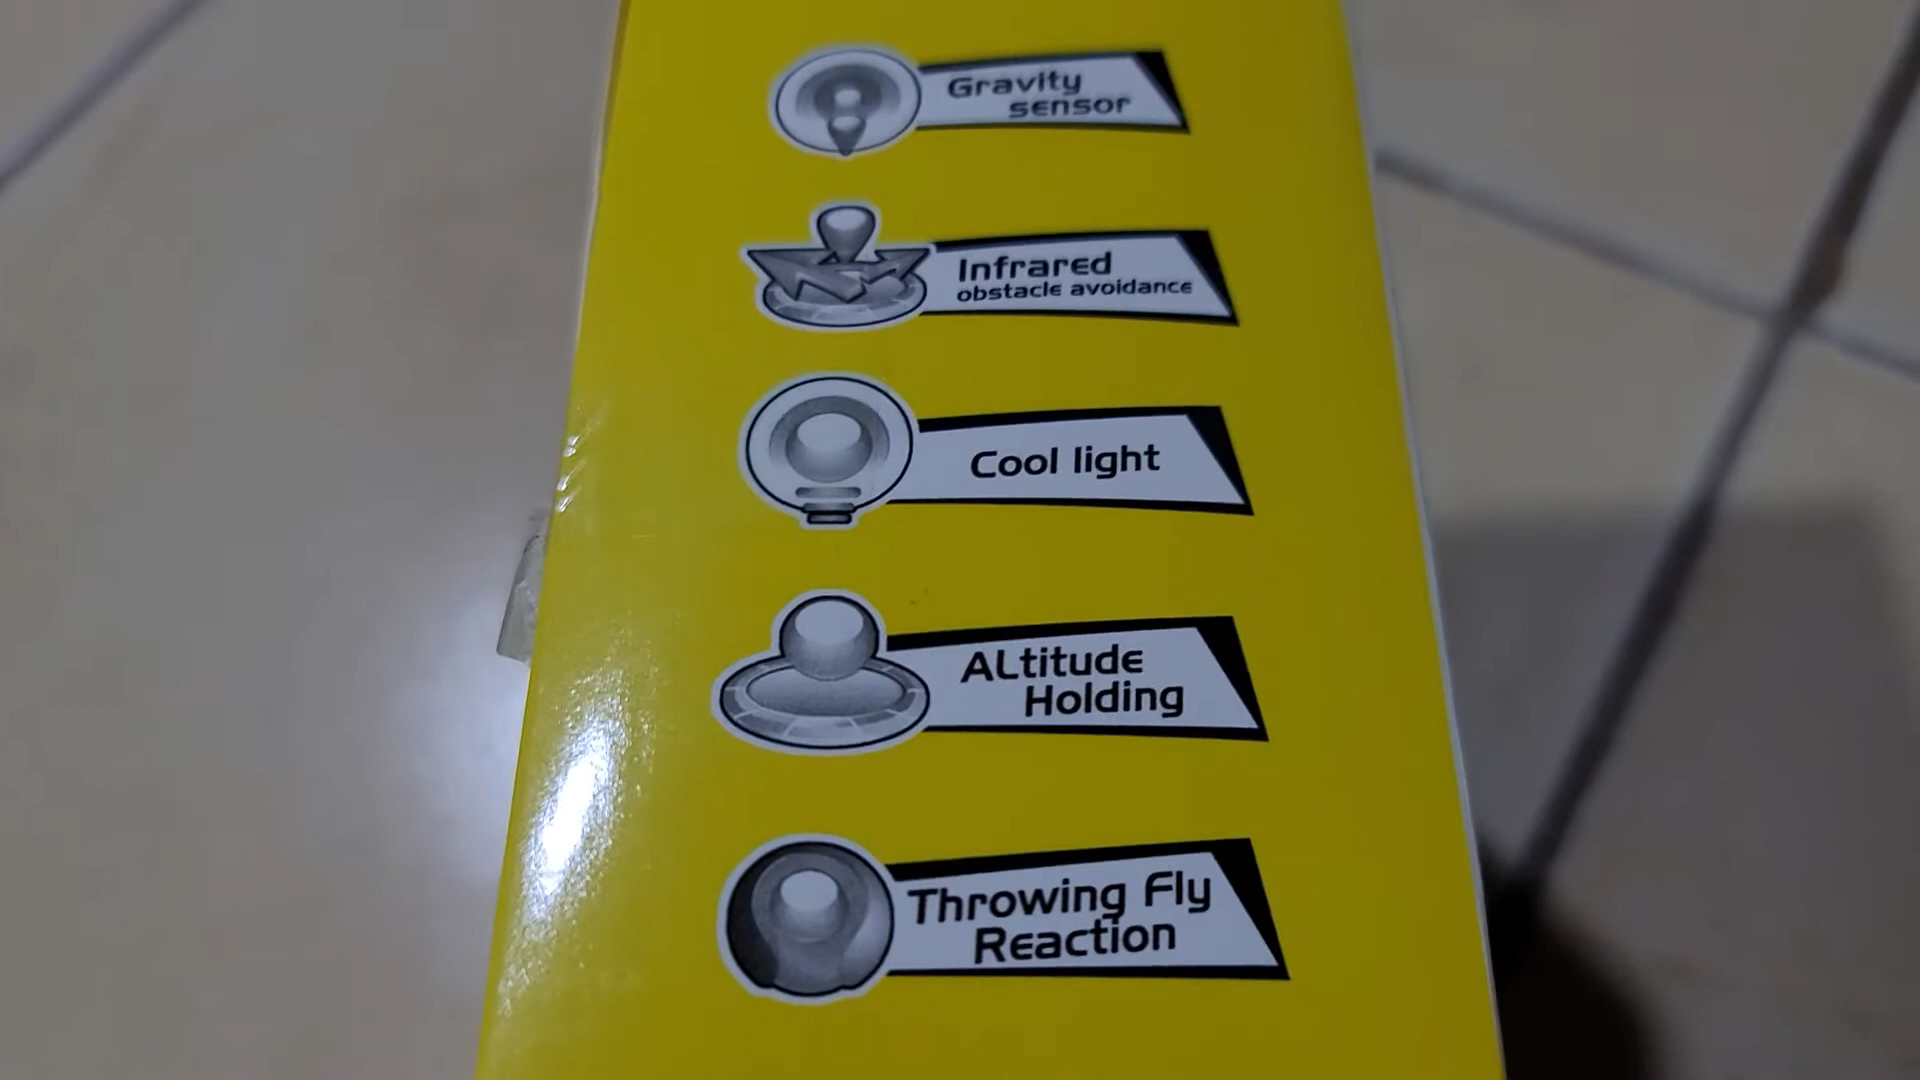 Gravity
sensor
Infrared
obstacle avoidance
Cool light
ALtitude
Holding
Throwing Fly
Reaction